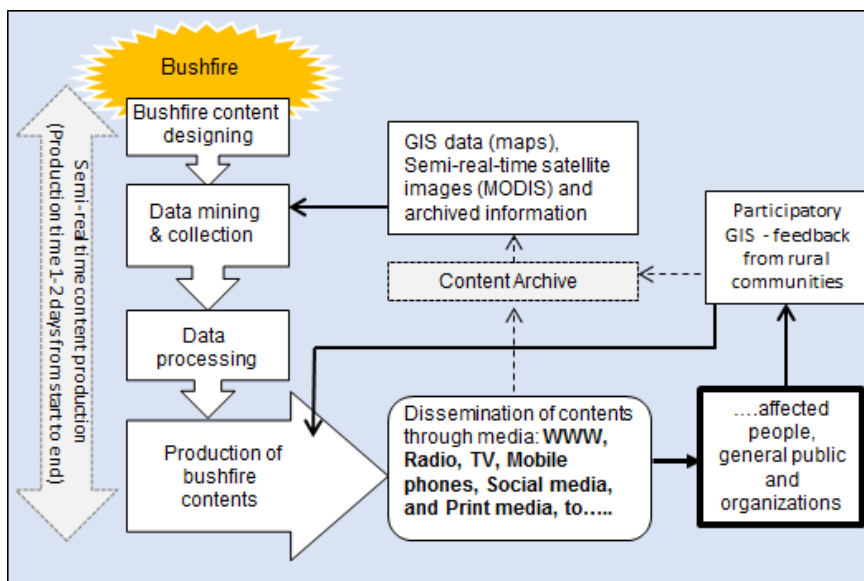 Bushfire
Bushfire content
designing
Semi-real time content production
(Production time 1-2 days from start to end)
Data mining
& collection
GIS data (maps),
Semi-real-time satellite
images (MODIS) and
archived information
Participatory
GIS - feedback
from rural
communities
Content Archive
Data
processing
Production of
bushfire
contents
Dissemination of contents
through media: WWW,
Radio, TV, Mobile
phones, Social media,
and Print media, to.....
....affected
people,
general public
and
organizations